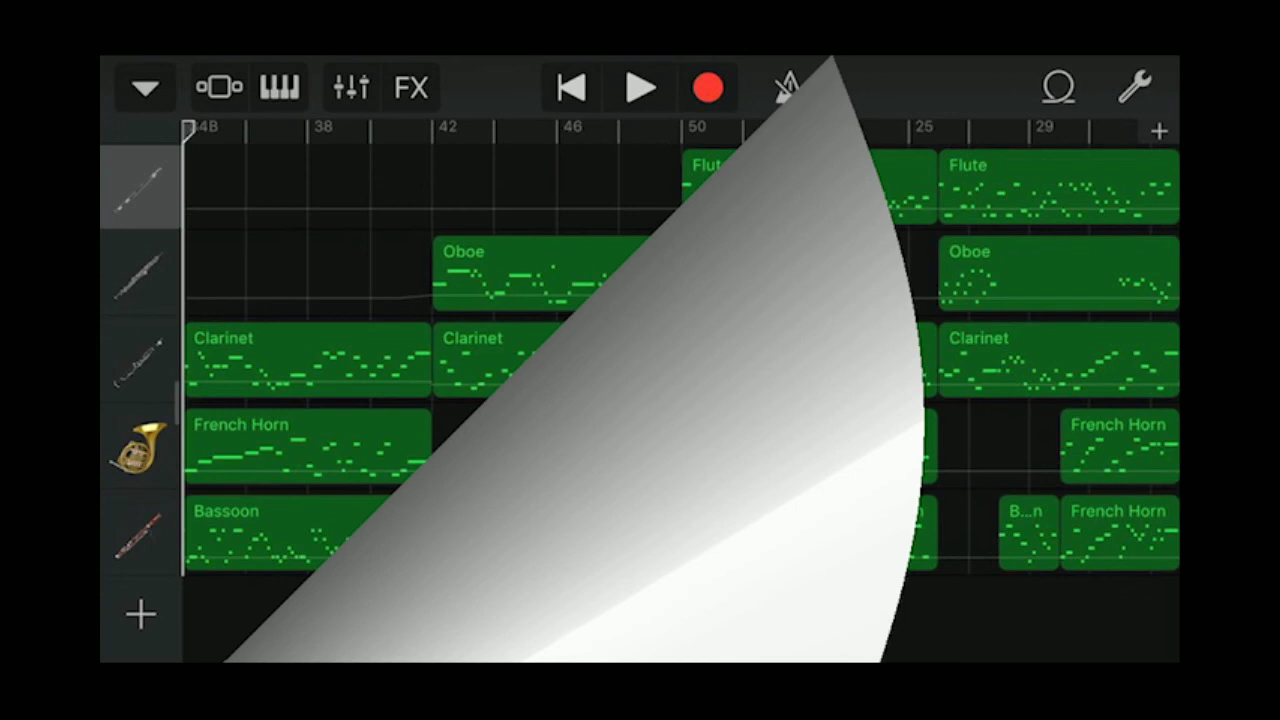 FX
34B 38 42 46 50 25 29
Flut
Flute
Oboe
Oboe
Clarinet
Clarinet
Clarinet
French Horn
French Horn
Bassoon
B...n
French Horn